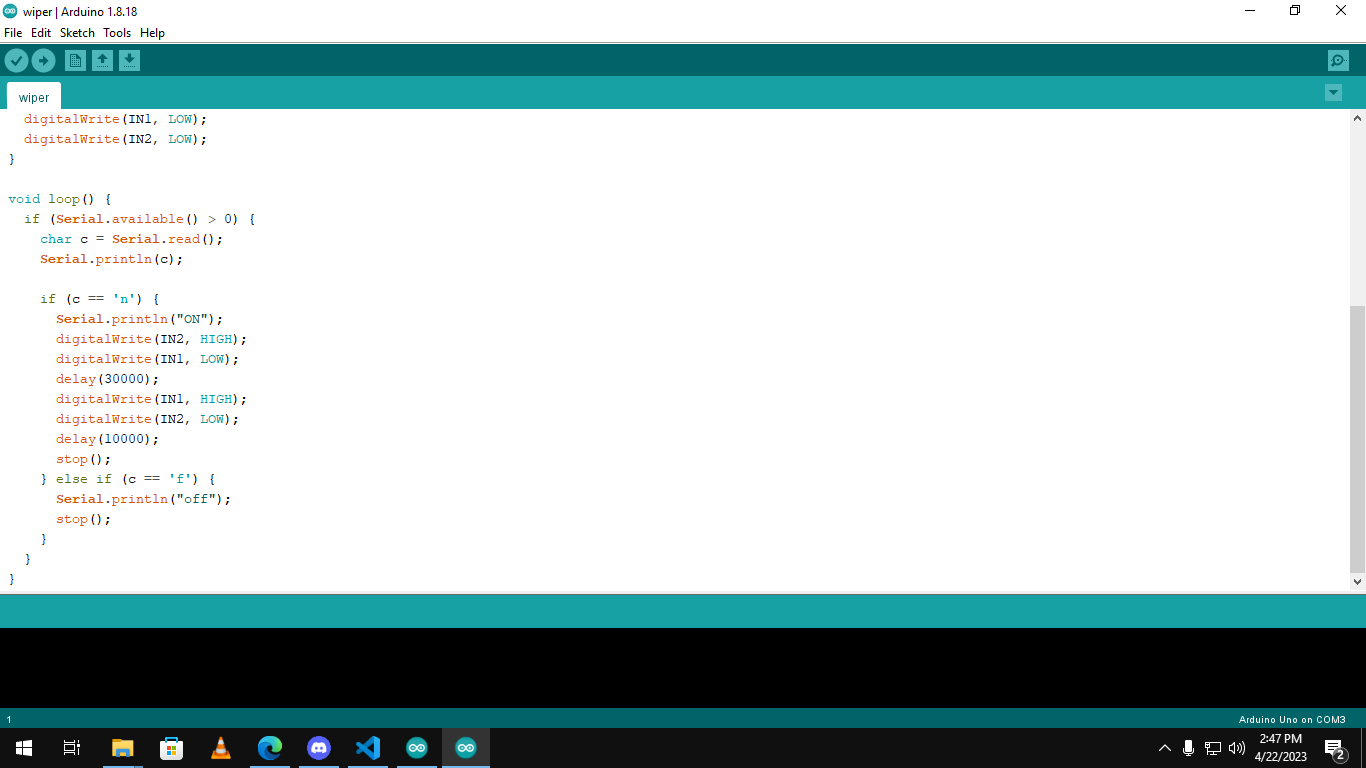 wiper | Arduino 1.8.18
File Edit Sketch Tools Help
wiper
digitalWrite(IN1, LOW);
digitalWrite(IN2, LOW);
}
void loop() {
if (Serial.available() > 0) {
char c = Serial.read();
Serial.println(c);
if (c == 'n') {
Serial.println("ON");
digitalWrite(IN2, HIGH);
digitalWrite(IN1, LOW);
delay(30000);
digitalWrite(IN1, HIGH);
digitalWrite(IN2, LOW);
delay(10000);
stop();
} else if (c == 'f') {
Serial.println("off");
stop();
}
}
}
1
Arduino Uno on COM3
2:47 PM
4/22/2023
2